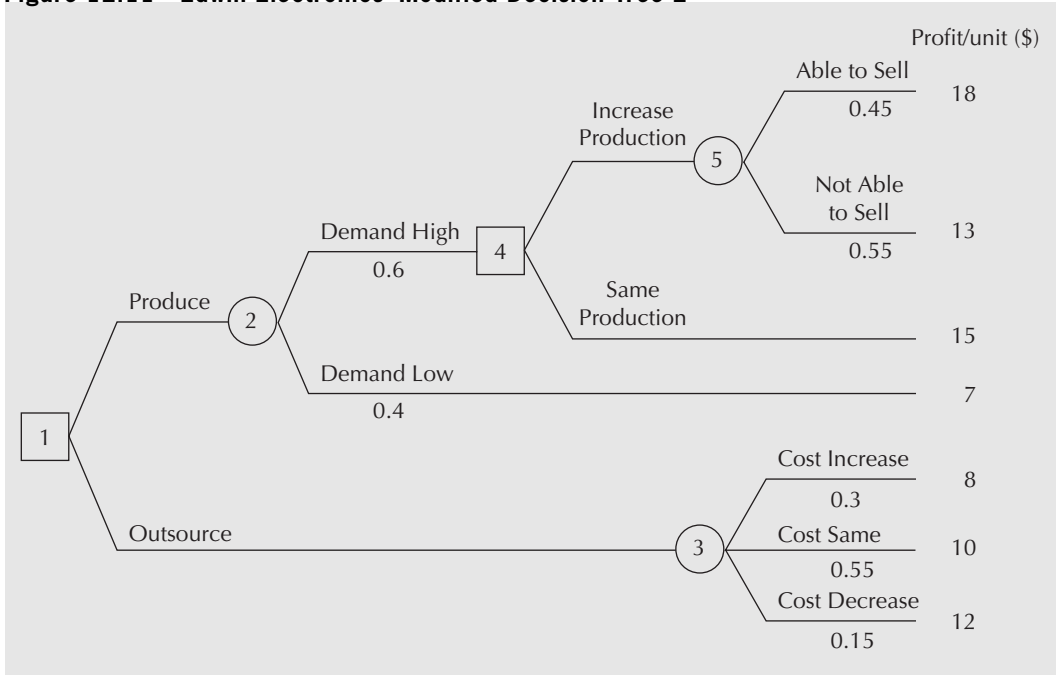 Figure 12.11 Edwin Electronics' Modified Decision Tree 2
Profit/unit ($)
Able to Sell
18
0.45
Increase
Production
5
Not Able
to Sell
13
0.55
Demand High
4
0.6
Same
Production
15
Produce
2
Demand Low
7
0.4
1
Cost Increase
8
0.3
Outsource
3
Cost Same
10
0.55
Cost Decrease
12
0.15